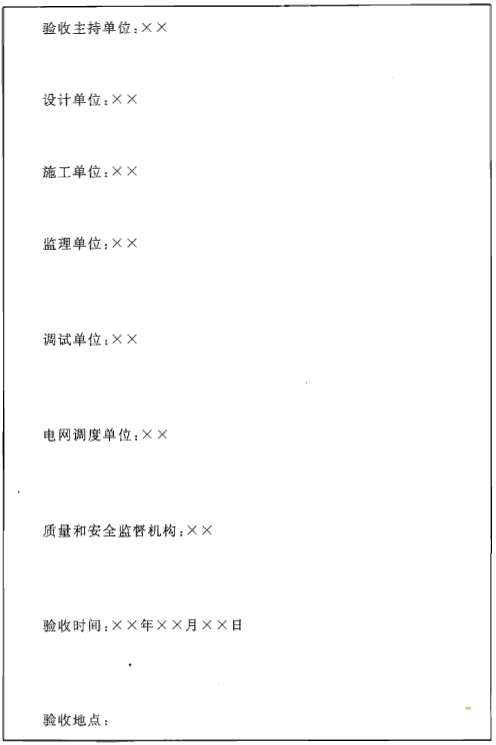 验收主持单位:××
设计单位:××
施工单位:××
监理单位:××
调试单位:××
电网调度单位:××
质量和安全监督机构:××
验收时间:××年××月××日
验收地点: